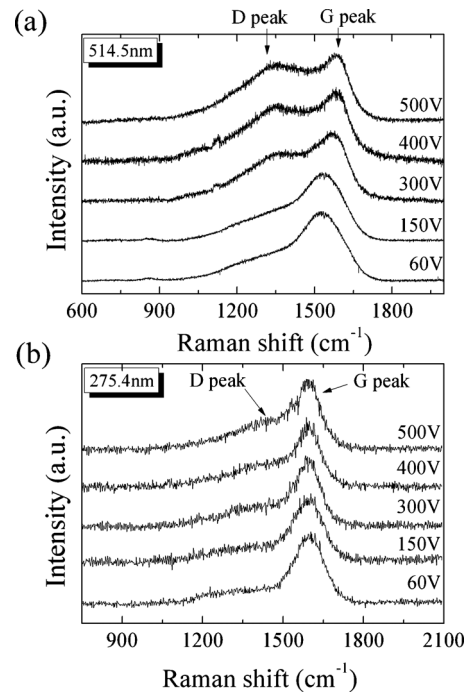 (a)
D peak
G peak
514.5nm
500V
400V
300V
150V
60V
Intensity (a.u.)
600 900 1200 1500 1800
Raman shift (cm⁻¹)
(b)
275.4nm
D peak
G peak
500V
400V
300V
150V
60V
Intensity (a.u.)
900 1200 1500 1800 2100
Raman shift (cm⁻¹)